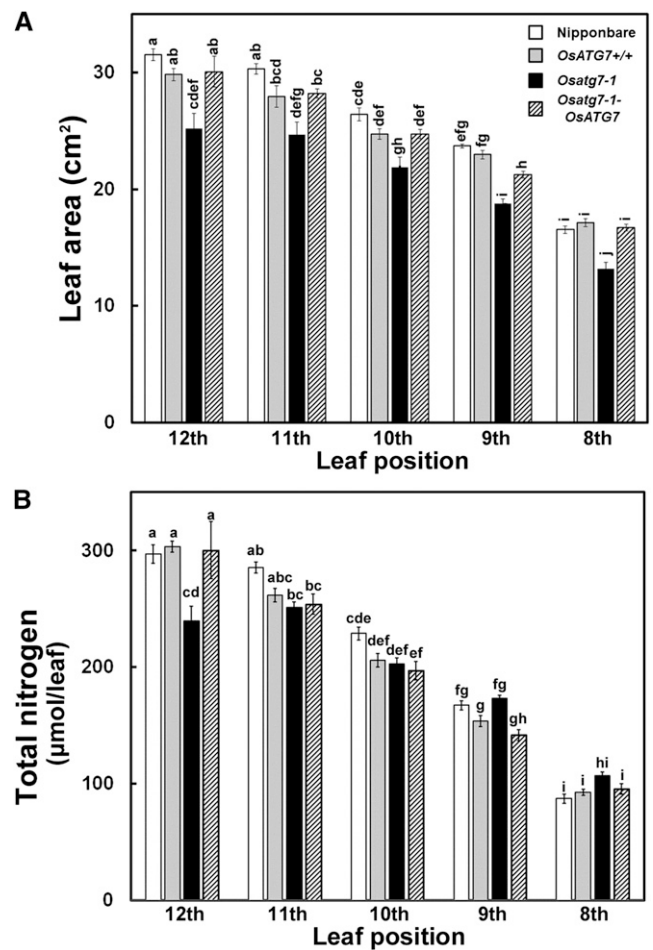 A
Leaf area (cm²)
30
20
10
0
Nipponbare
OsATG7+/+
Osatg7-1
Osatg7-1-
OsATG7
a ab cdef ab
ab bcd defg bc
cde def gh def
efg fg i h
i i j i
12th 11th 10th 9th 8th
Leaf position
B
Total nitrogen
(μmol/leaf)
300
200
100
0
a a cd a
ab abc bc bc
cde def def ef
fg g fg gh
i i hi i
12th 11th 10th 9th 8th
Leaf position